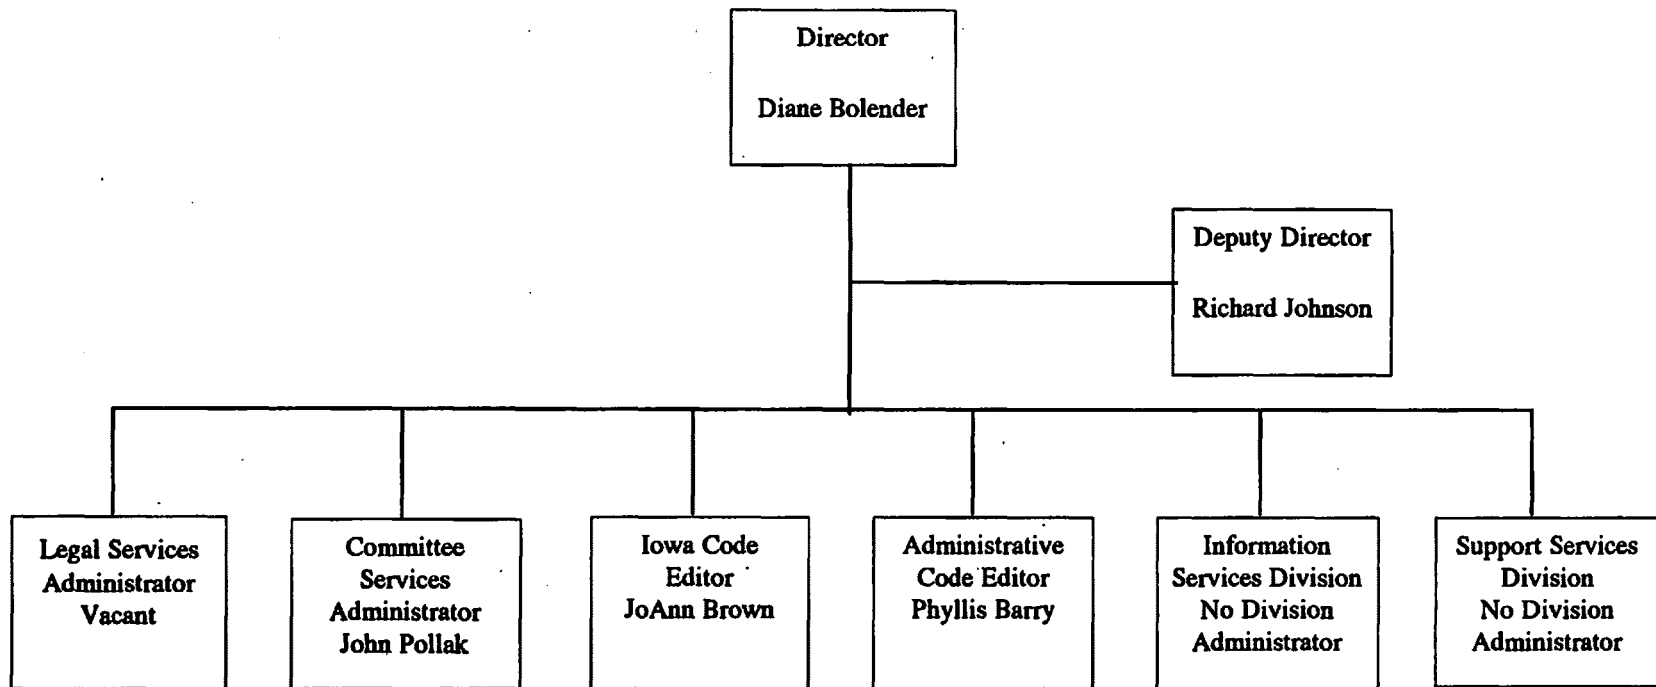 Director
Diane Bolender
Deputy Director
Richard Johnson
Legal Services
Administrator
Vacant
Committee
Services
Administrator
John Pollak
Iowa Code
Editor
JoAnn Brown
Administrative
Code Editor
Phyllis Barry
Information
Services Division
No Division
Administrator
Support Services
Division
No Division
Administrator